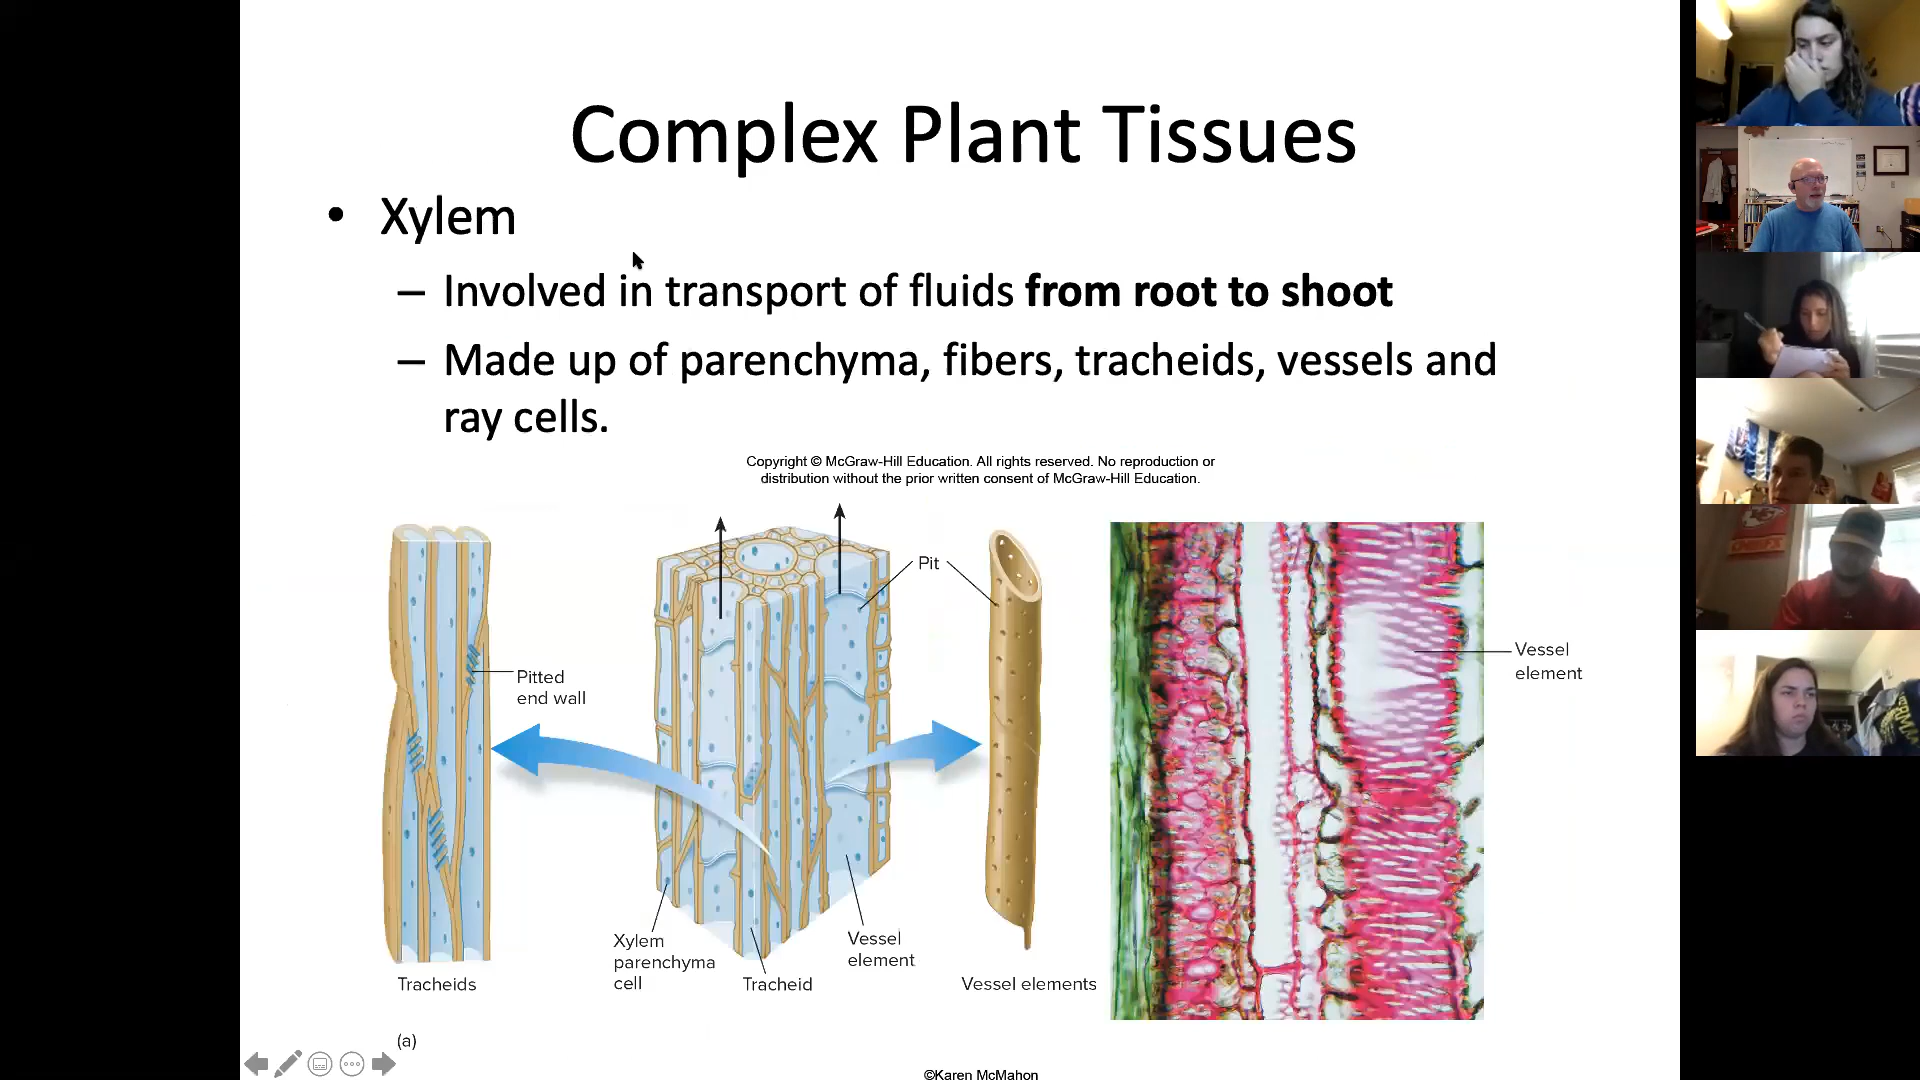 Complex Plant Tissues
• Xylem
– Involved in transport of fluids from root to shoot
– Made up of parenchyma, fibers, tracheids, vessels and
ray cells.
Copyright © McGraw-Hill Education. All rights reserved. No reproduction or
distribution without the prior written consent of McGraw-Hill Education.
Pit
Pitted
end wall
Vessel
element
Xylem
parenchyma
cell
Vessel
element
Tracheids
Tracheid
Vessel elements
(a)
©Karen McMahon
CHIEFS